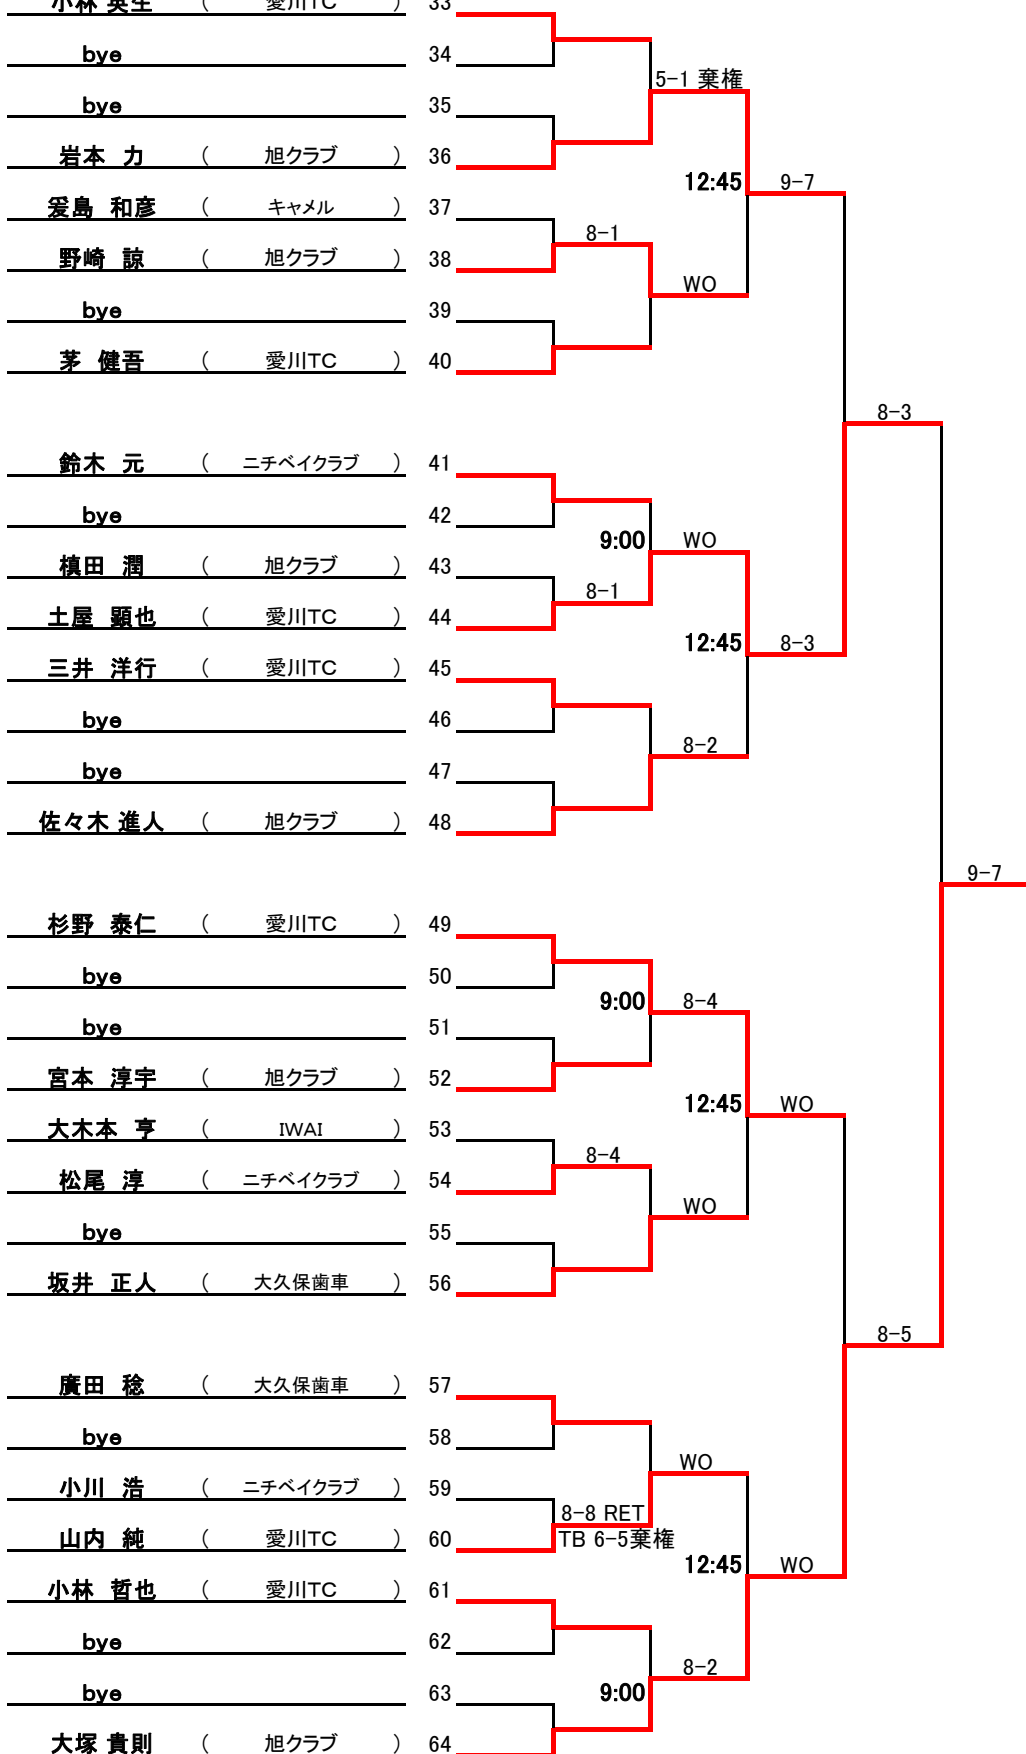 小林 英生 ( 愛川TC ) 33
bye 34
5-1 棄権
bye 35
岩本 力 ( 旭クラブ ) 36
12:45 9-7
爰島 和彦 ( キャメル ) 37
8-1
野崎 諒 ( 旭クラブ ) 38
WO
bye 39
茅 健吾 ( 愛川TC ) 40
8-3
鈴木 元 ( ニチベイクラブ ) 41
bye 42
9:00 WO
槙田 潤 ( 旭クラブ ) 43
8-1
土屋 顕也 ( 愛川TC ) 44
12:45 8-3
三井 洋行 ( 愛川TC ) 45
bye 46
8-2
bye 47
佐々木 進人 ( 旭クラブ ) 48
9-7
杉野 泰仁 ( 愛川TC ) 49
bye 50
9:00 8-4
bye 51
宮本 淳宇 ( 旭クラブ ) 52
12:45 WO
大木本 亨 ( IWAI ) 53
8-4
松尾 淳 ( ニチベイクラブ ) 54
WO
bye 55
坂井 正人 ( 大久保歯車 ) 56
8-5
廣田 稔 ( 大久保歯車 ) 57
bye 58
WO
小川 浩 ( ニチベイクラブ ) 59
8-8 RET
山内 純 ( 愛川TC ) 60
TB 6-5棄権
12:45 WO
小林 哲也 ( 愛川TC ) 61
bye 62
8-2
bye 63
9:00
大塚 貴則 ( 旭クラブ ) 64